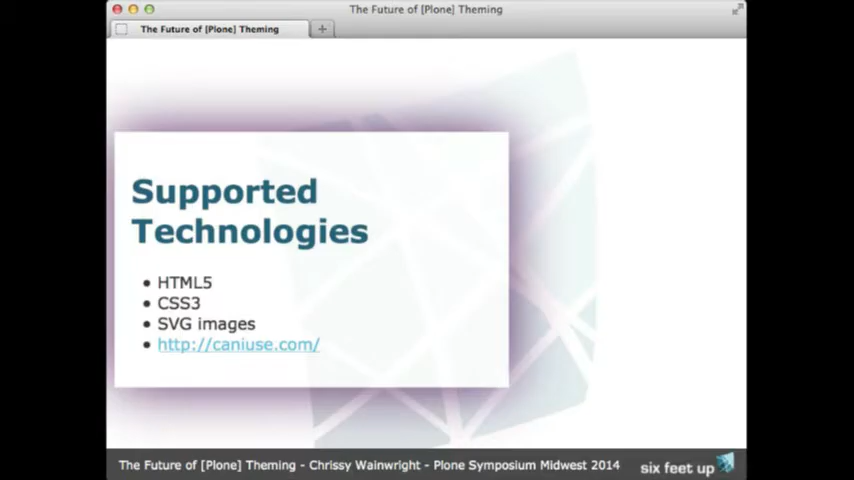 The Future of [Plone] Theming
The Future of [Plone] Theming
Supported
Technologies
• HTML5
• CSS3
• SVG images
• http://caniuse.com/
The Future of [Plone] Theming - Chrissy Wainwright - Plone Symposium Midwest 2014
six feet up